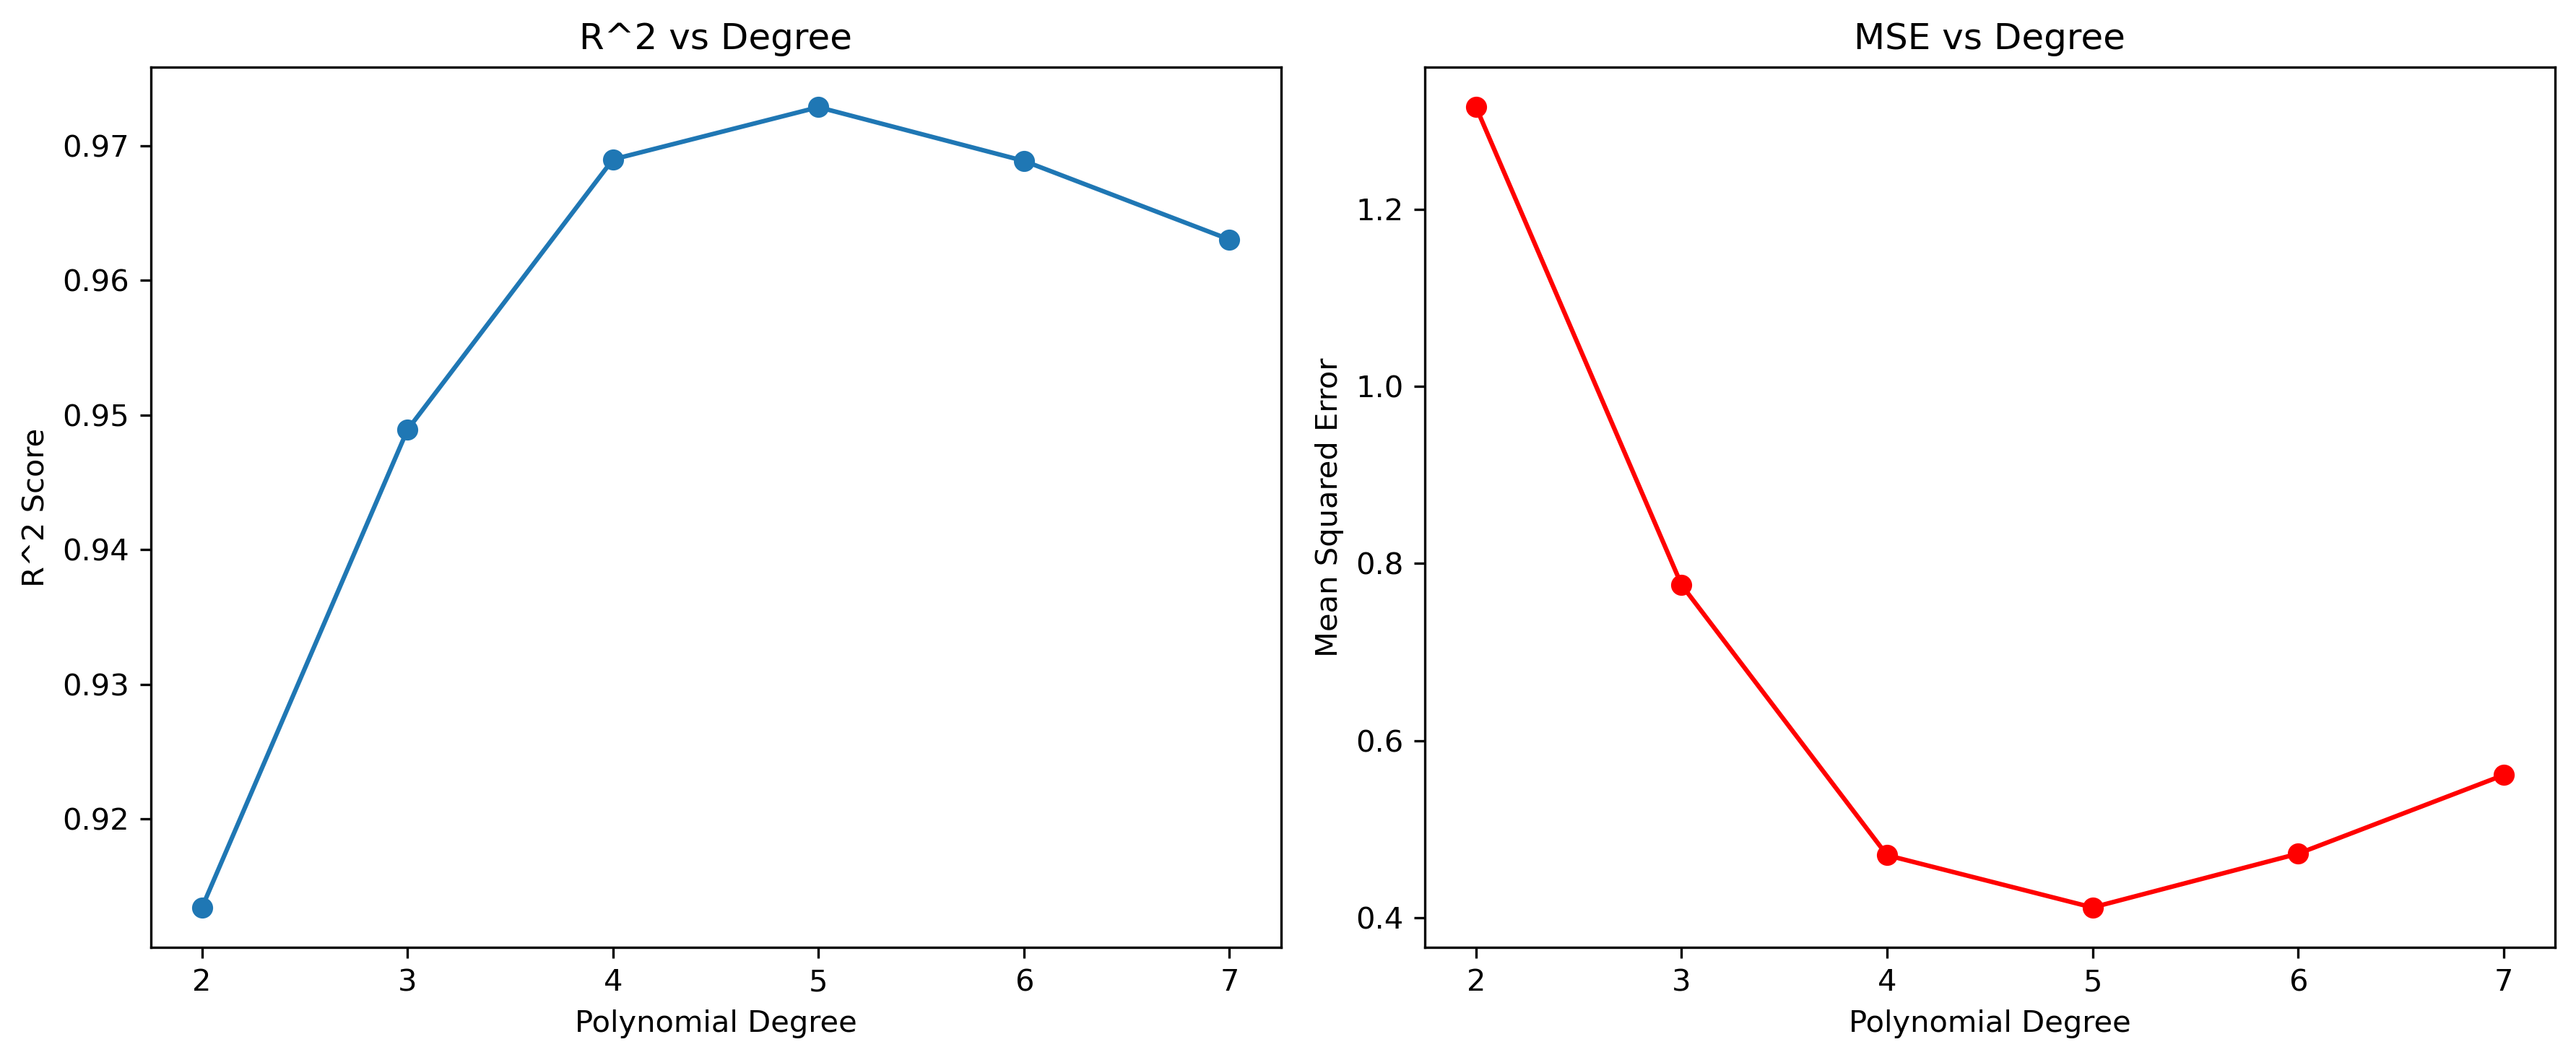 R^2 vs Degree
R^2 Score
0.97
0.96
0.95
0.94
0.93
0.92
2 3 4 5 6 7
Polynomial Degree
MSE vs Degree
Mean Squared Error
1.2
1.0
0.8
0.6
0.4
2 3 4 5 6 7
Polynomial Degree